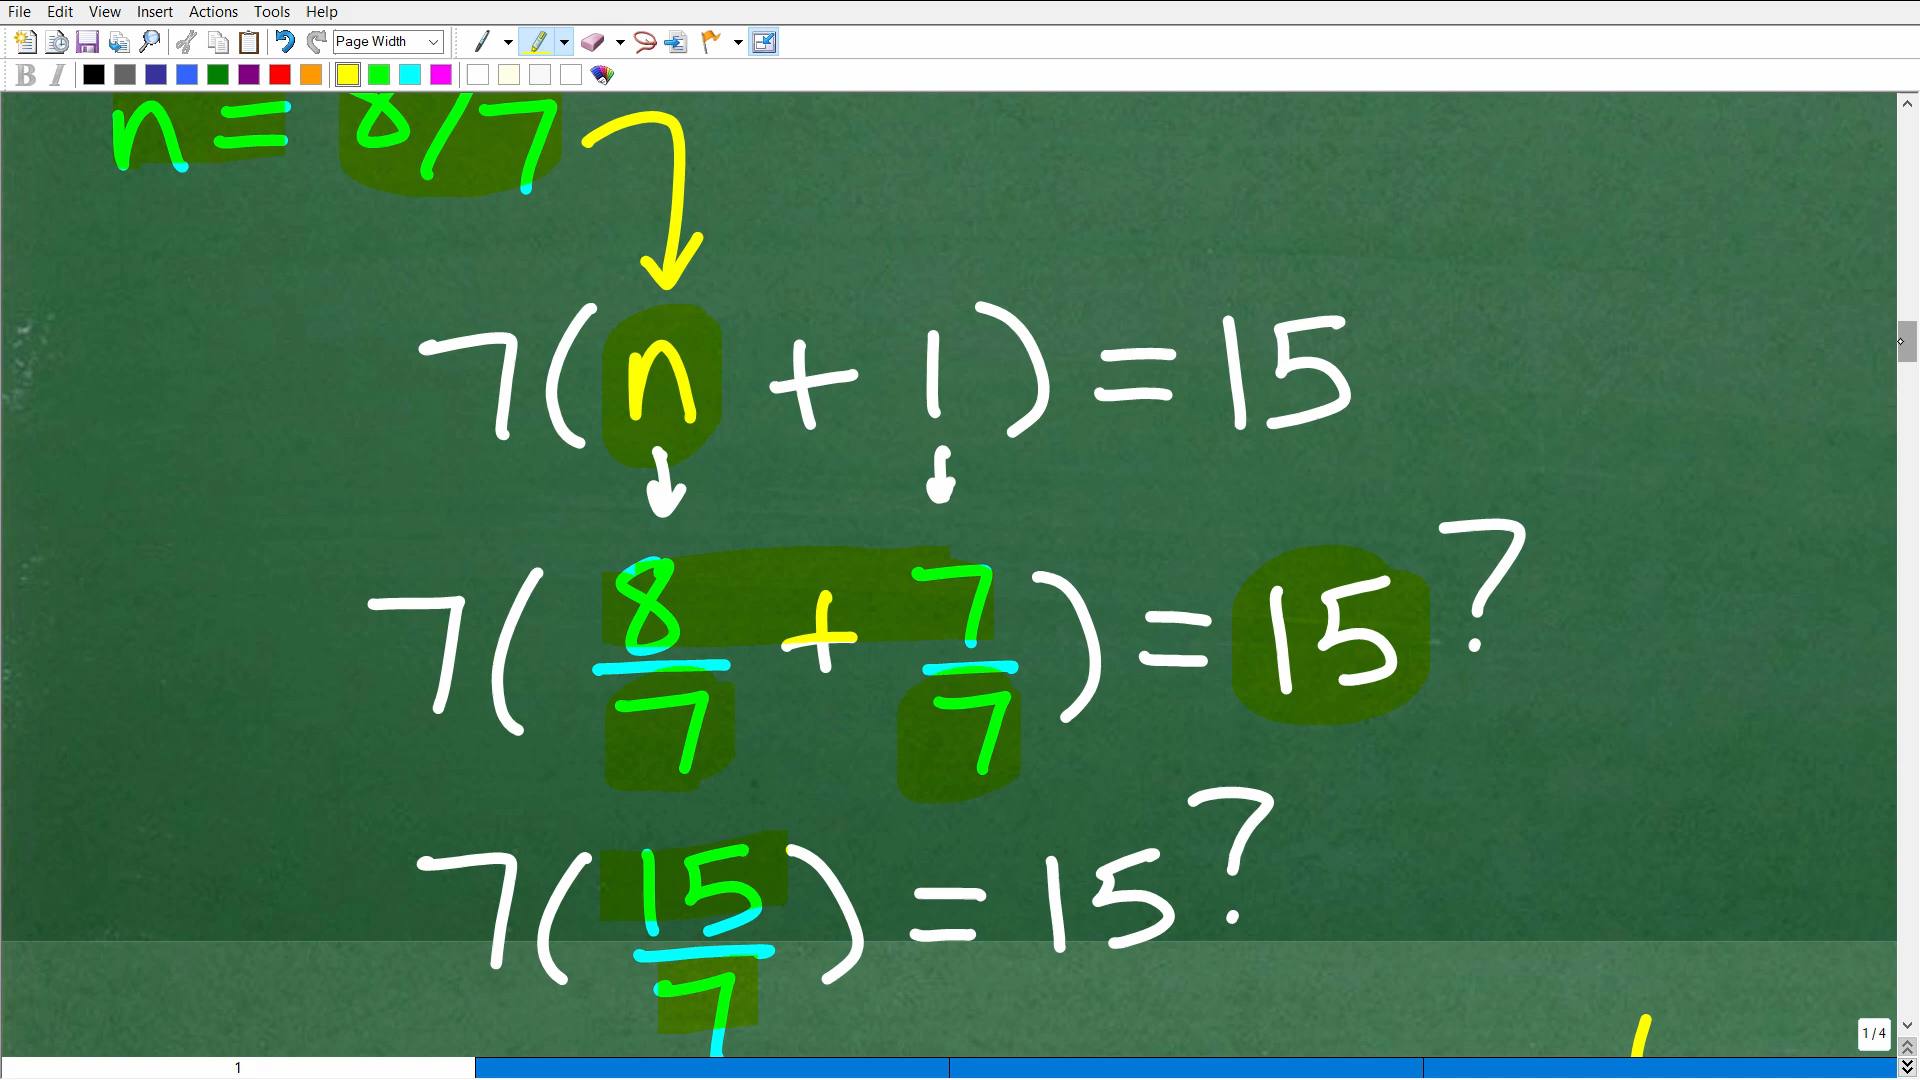 File Edit View Insert Actions Tools Help
Page Width
B I
n = 8/7
7(n + 1) = 15
7(8/7 + 7/7) = 15?
7(15/7) = 15?
1 / 4
1